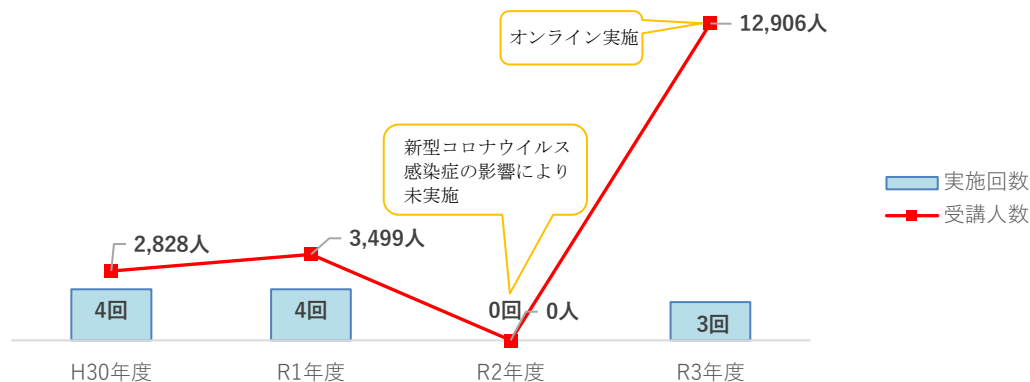 オンライン実施
12,906人
新型コロナウイルス
感染症の影響により
未実施
実施回数
受講人数
2,828人
3,499人
4回
4回
0回
0人
3回
H30年度
R1年度
R2年度
R3年度